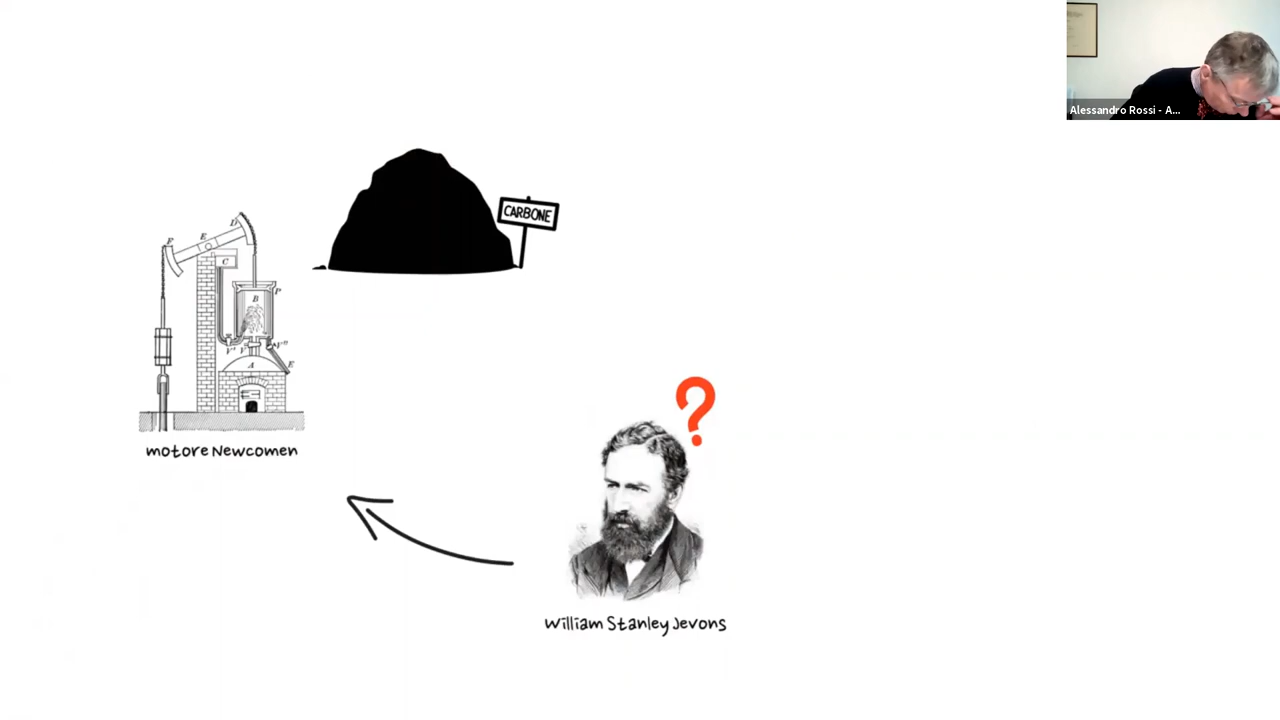 Alessandro Rossi - A...
CARBONE
F
E
D
C
P
B
V'
V
V"
A
E
motore Newcomen
?
William Stanley Jevons